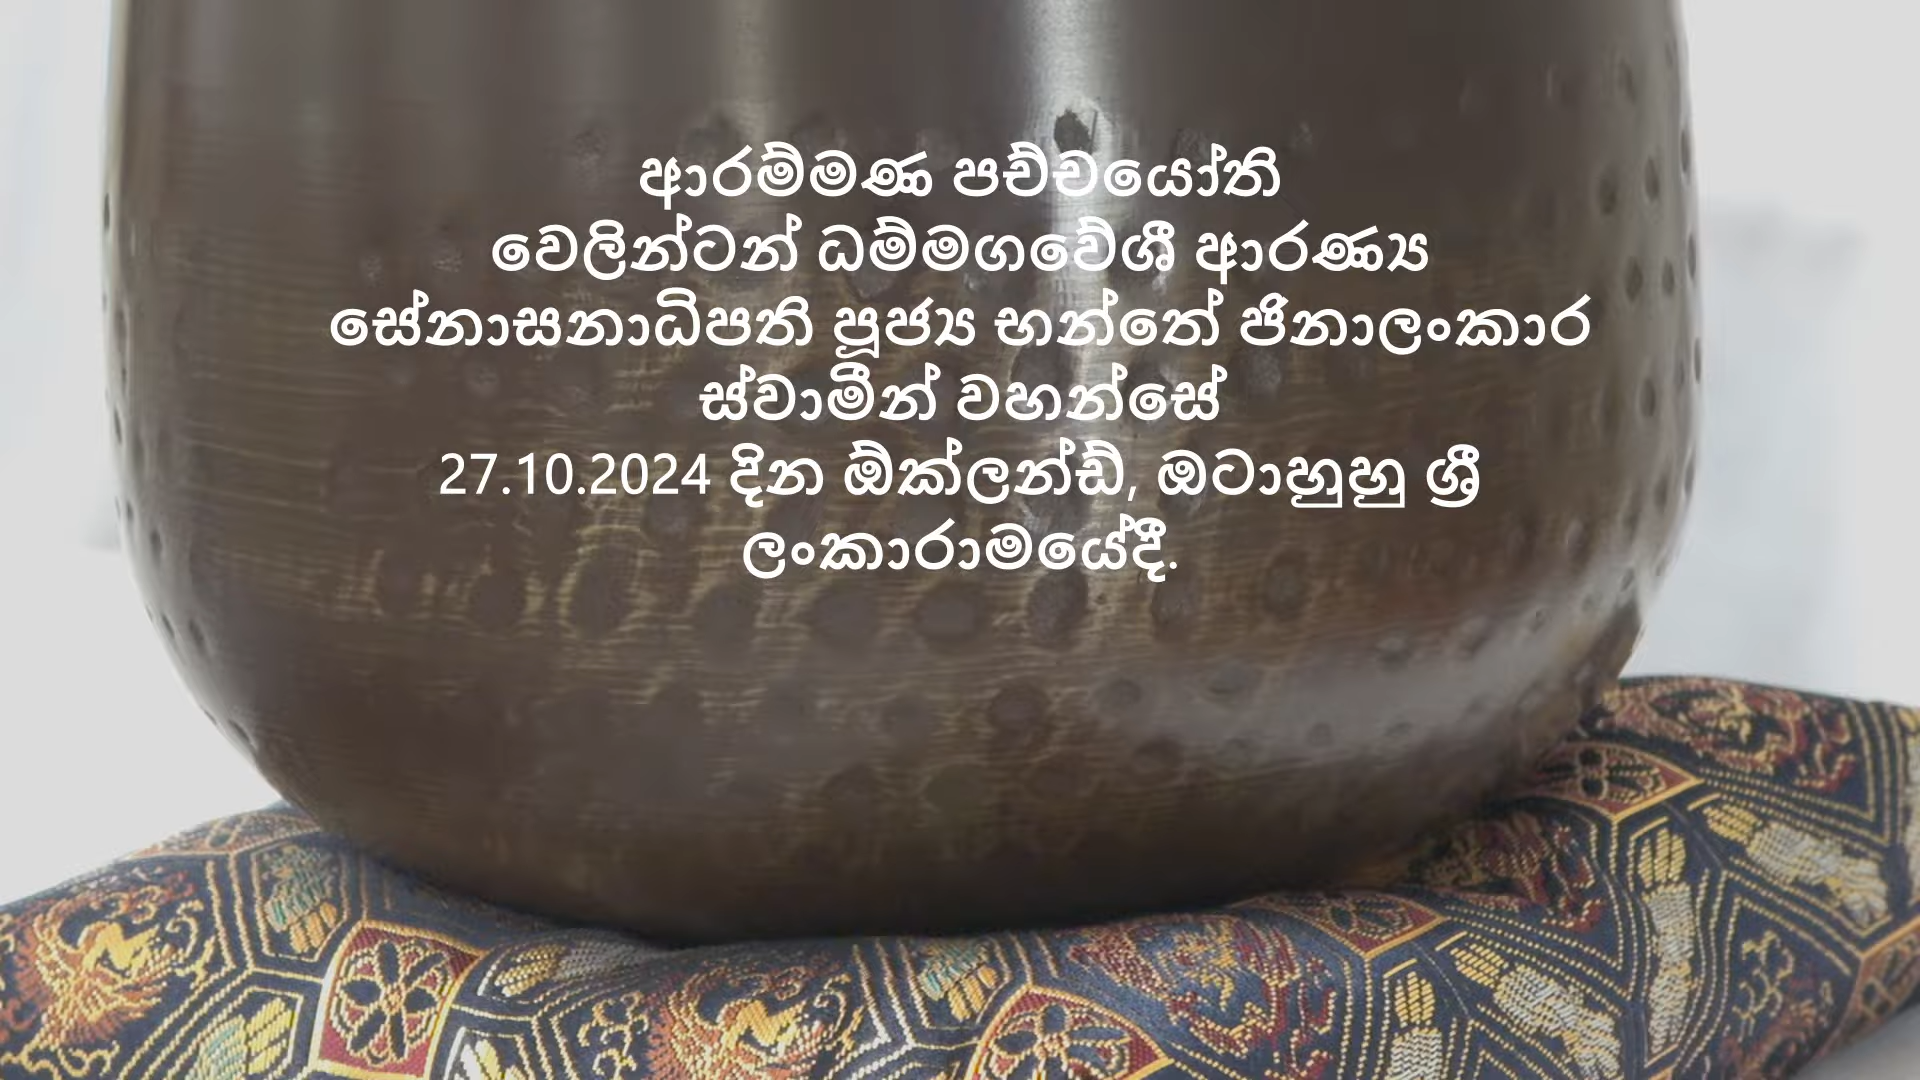 ආරම්මණ පච්චයෝති
වෙලින්ටන් ධම්මගවේශී ආරණ්‍ය
සේනාසනාධිපති පූජ්‍ය භන්තේ ජිනාලංකාර
ස්වාමීන් වහන්සේ
27.10.2024 දින ඕක්ලන්ඩ්, ඔටාහුහු ශ්‍රී
ලංකාරාමයේදී.